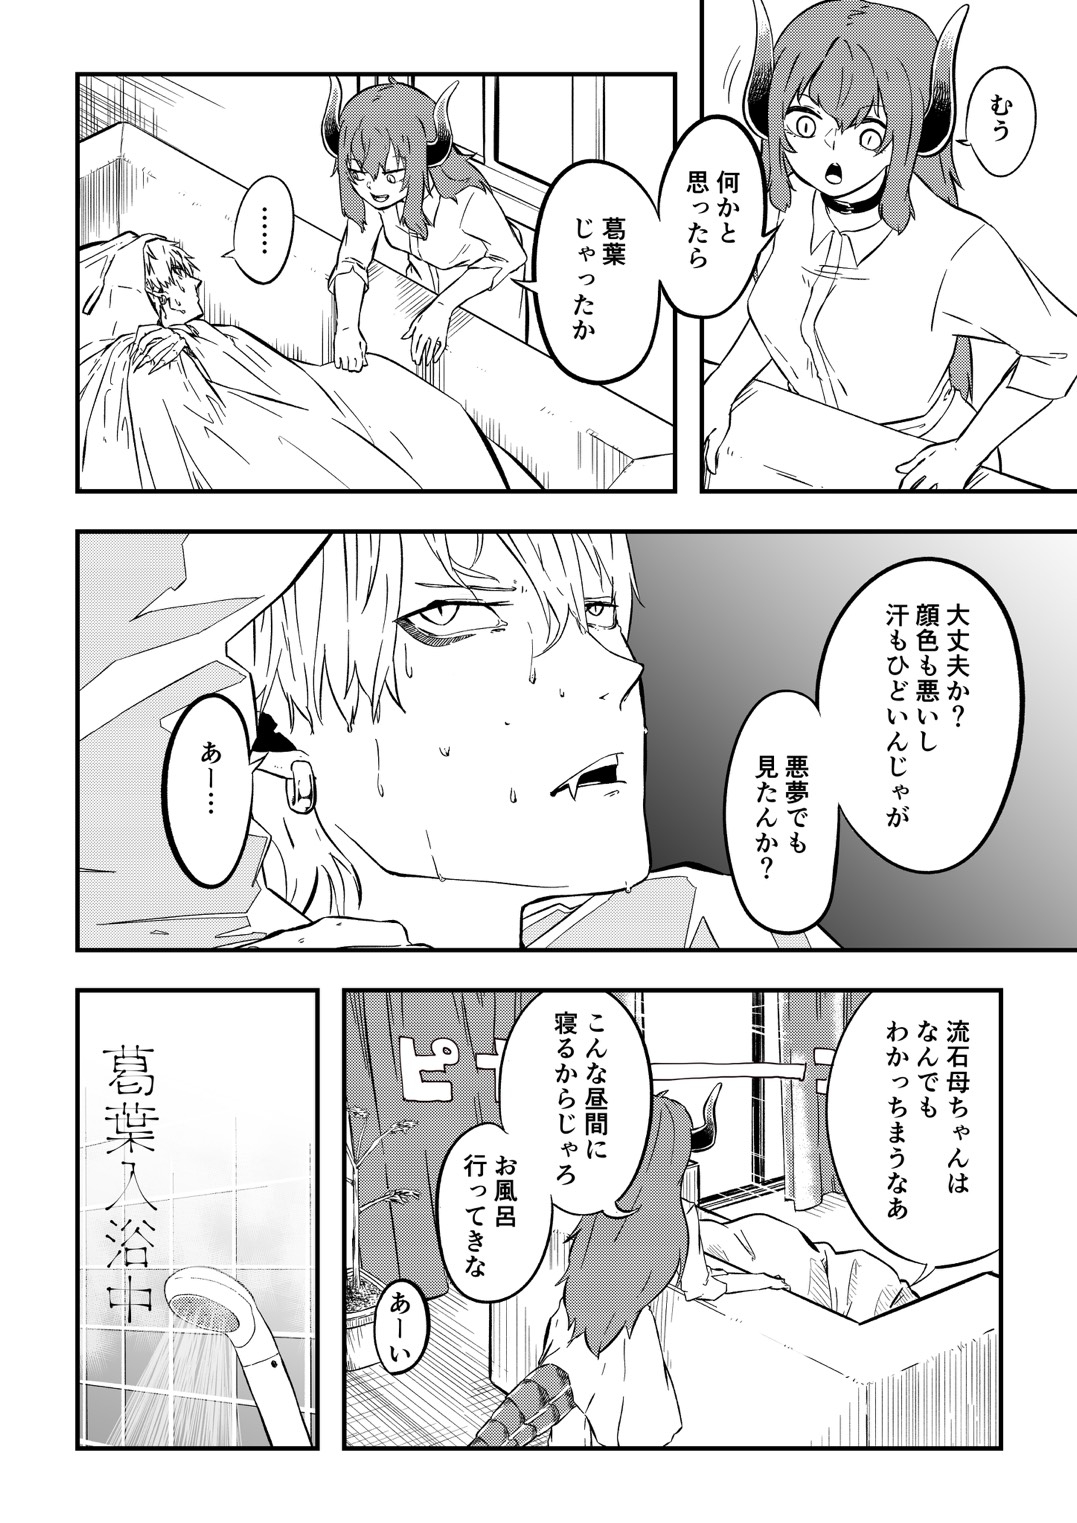 むぅ
何かと
思ったら
葛葉
じゃったか
……
大丈夫か？
顔色も悪いし
汗もひどいんじゃが
悪夢でも
見たんか？
あー…
流石母ちゃんは
なんでも
わかっちまうなあ
こんな昼間に
寝るからじゃろ
お風呂
行ってきな
あーい
ピー
葛葉入浴中